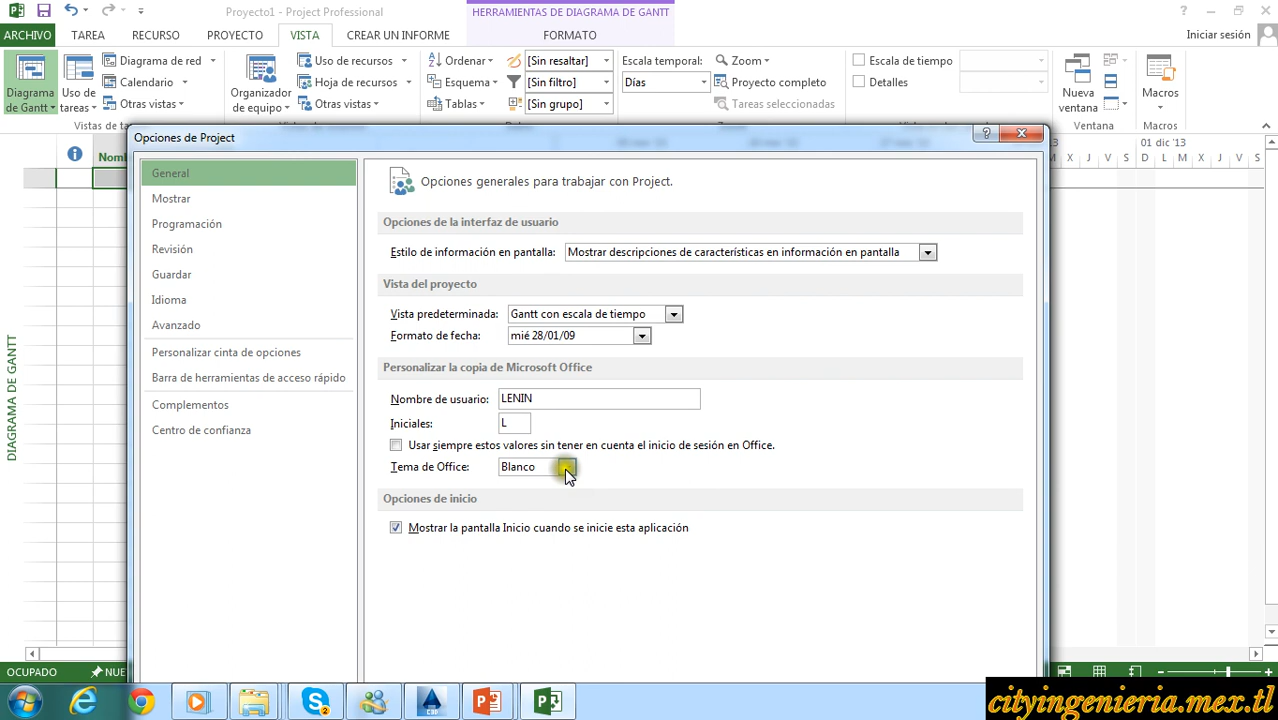 Proyecto1 - Project Professional
HERRAMIENTAS DE DIAGRAMA DE GANTT
ARCHIVO TAREA RECURSO PROYECTO VISTA CREAR UN INFORME FORMATO Iniciar sesión
Diagrama de Gantt
Uso de tareas
Diagrama de red
Calendario
Otras vistas
Organizador de equipo
Uso de recursos
Hoja de recursos
Otras vistas
Ordenar
Esquema
Tablas
[Sin resaltar]
[Sin filtro]
[Sin grupo]
Escala temporal:
Días
Zoom
Proyecto completo
Tareas seleccionadas
Escala de tiempo
Detalles
Nueva ventana
Macros
Ventana Macros
Opciones de Project
01 dic '13
X J V S D L M X J V S
DIAGRAMA DE GANTT
General
Mostrar
Programación
Revisión
Guardar
Idioma
Avanzado
Personalizar cinta de opciones
Barra de herramientas de acceso rápido
Complementos
Centro de confianza
Opciones generales para trabajar con Project.
Opciones de la interfaz de usuario
Estilo de información en pantalla: Mostrar descripciones de características en información en pantalla
Vista del proyecto
Vista predeterminada: Gantt con escala de tiempo
Formato de fecha: mié 28/01/09
Personalizar la copia de Microsoft Office
Nombre de usuario: LENIN
Iniciales: L
Usar siempre estos valores sin tener en cuenta el inicio de sesión en Office.
Tema de Office: Blanco
Opciones de inicio
Mostrar la pantalla Inicio cuando se inicie esta aplicación
OCUPADO
cityingenieria.mex.tl